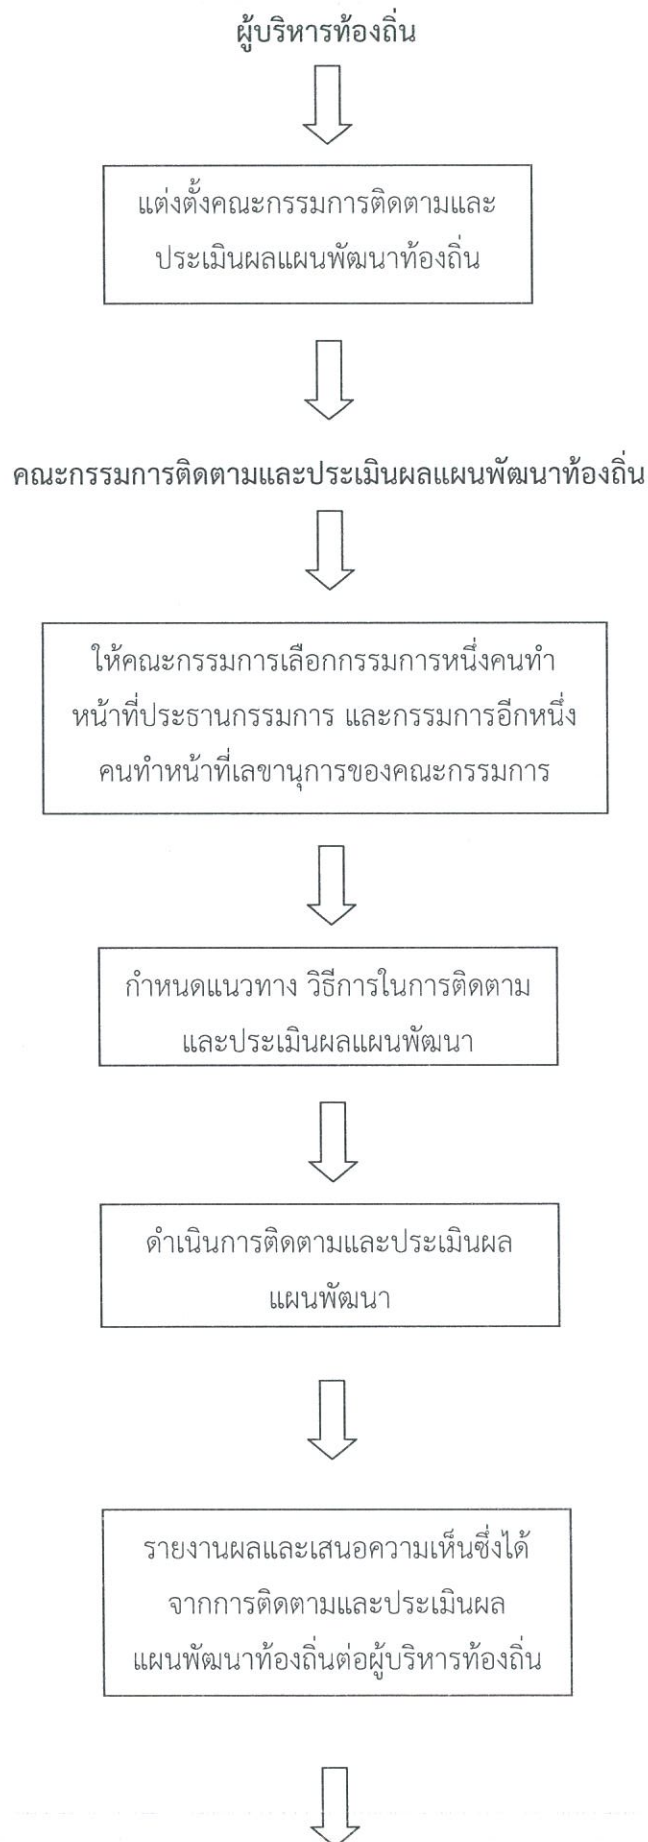 ผู้บริหารท้องถิ่น
แต่งตั้งคณะกรรมการติดตามและ
ประเมินผลแผนพัฒนาท้องถิ่น
คณะกรรมการติดตามและประเมินผลแผนพัฒนาท้องถิ่น
ให้คณะกรรมการเลือกกรรมการหนึ่งคนทำ
หน้าที่ประธานกรรมการ และกรรมการอีกหนึ่ง
คนทำหน้าที่เลขานุการของคณะกรรมการ
กำหนดแนวทาง วิธีการในการติดตาม
และประเมินผลแผนพัฒนา
ดำเนินการติดตามและประเมินผล
แผนพัฒนา
รายงานผลและเสนอความเห็นซึ่งได้
จากการติดตามและประเมินผล
แผนพัฒนาท้องถิ่นต่อผู้บริหารท้องถิ่น